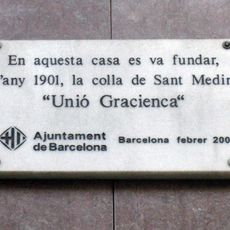 En aquesta casa es va fundar,
l'any 1901, la colla de Sant Medir
"Unió Gracienca"
Ajuntament
de Barcelona
Barcelona febrer